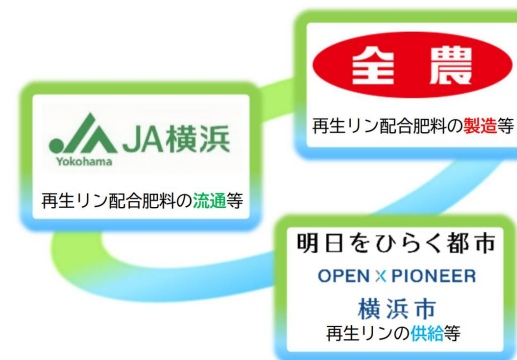 全農
再生リン配合肥料の製造等
JA横浜
Yokohama
再生リン配合肥料の流通等
明日をひらく都市
OPEN X PIONEER
横浜市
再生リンの供給等